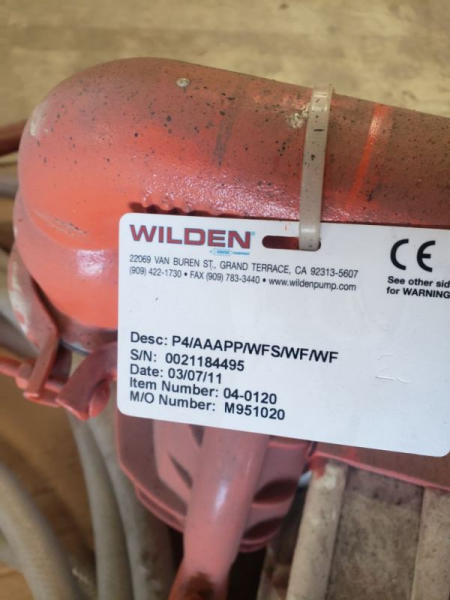 WILDEN
22069 VAN BUREN ST., GRAND TERRACE, CA 92313-5607
(909) 422-1730 • FAX (909) 783-3440 • www.wildenpump.com
CE
See other sid
for WARNING
Desc: P4/AAAPP/WFS/WF/WF
S/N: 0021184495
Date: 03/07/11
Item Number: 04-0120
M/O Number: M951020